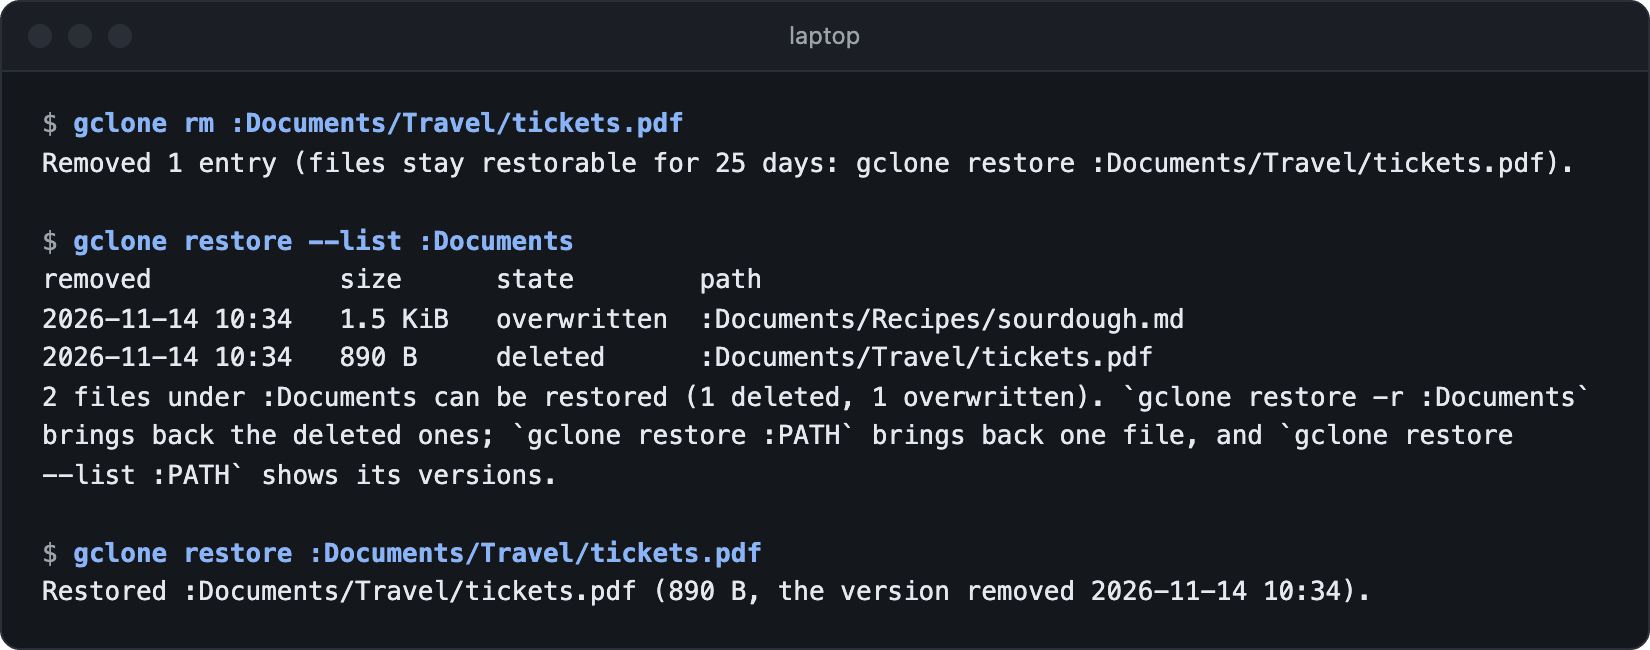 laptop
$ gclone rm :Documents/Travel/tickets.pdf
Removed 1 entry (files stay restorable for 25 days: gclone restore :Documents/Travel/tickets.pdf).
$ gclone restore --list :Documents
removed            size      state        path
2026-11-14 10:34   1.5 KiB   overwritten  :Documents/Recipes/sourdough.md
2026-11-14 10:34   890 B     deleted      :Documents/Travel/tickets.pdf
2 files under :Documents can be restored (1 deleted, 1 overwritten). `gclone restore -r :Documents`
brings back the deleted ones; `gclone restore :PATH` brings back one file, and `gclone restore
--list :PATH` shows its versions.
$ gclone restore :Documents/Travel/tickets.pdf
Restored :Documents/Travel/tickets.pdf (890 B, the version removed 2026-11-14 10:34).